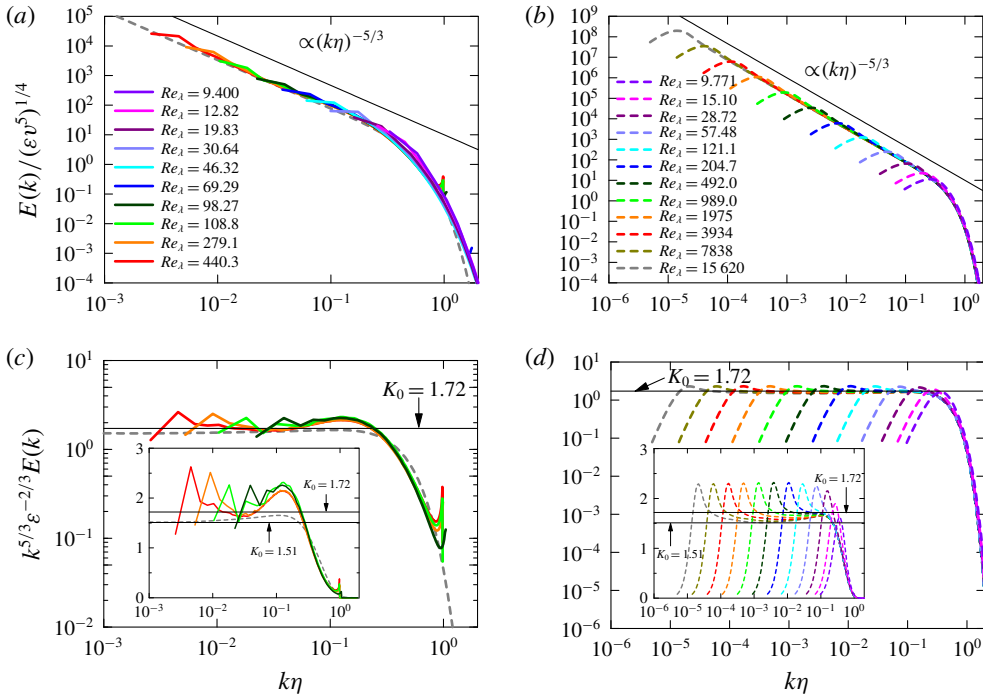 (a)
10^5
10^4
10^3
10^2
10^1
10^0
10^-1
10^-2
10^-3
10^-4
E(k)/(εν^5)^1/4
∝(kη)^−5/3
Re_λ = 9.400
Re_λ = 12.82
Re_λ = 19.83
Re_λ = 30.64
Re_λ = 46.32
Re_λ = 69.29
Re_λ = 98.27
Re_λ = 108.8
Re_λ = 279.1
Re_λ = 440.3
10^-3 10^-2 10^-1 10^0
(b)
10^9
10^8
10^7
10^6
10^5
10^4
10^3
10^2
10^1
10^0
10^-1
10^-2
10^-3
10^-4
∝(kη)^−5/3
Re_λ = 9.771
Re_λ = 15.10
Re_λ = 28.72
Re_λ = 57.48
Re_λ = 121.1
Re_λ = 204.7
Re_λ = 492.0
Re_λ = 989.0
Re_λ = 1975
Re_λ = 3934
Re_λ = 7838
Re_λ = 15 620
10^-6 10^-5 10^-4 10^-3 10^-2 10^-1 10^0
(c)
10^1
10^0
10^-1
10^-2
k^5/3 ε^−2/3 E(k)
K_0 = 1.72
3
2
1
0
K_0 = 1.72
K_0 = 1.51
10^-3 10^-2 10^-1 10^0
10^-3 10^-2 10^-1 10^0
kη
(d)
10^2
10^1
10^0
10^-1
10^-2
10^-3
10^-4
10^-5
10^-6
K_0 = 1.72
3
2
1
0
K_0 = 1.72
K_0 = 1.51
10^-6 10^-5 10^-4 10^-3 10^-2 10^-1 10^0
10^-6 10^-5 10^-4 10^-3 10^-2 10^-1 10^0
kη